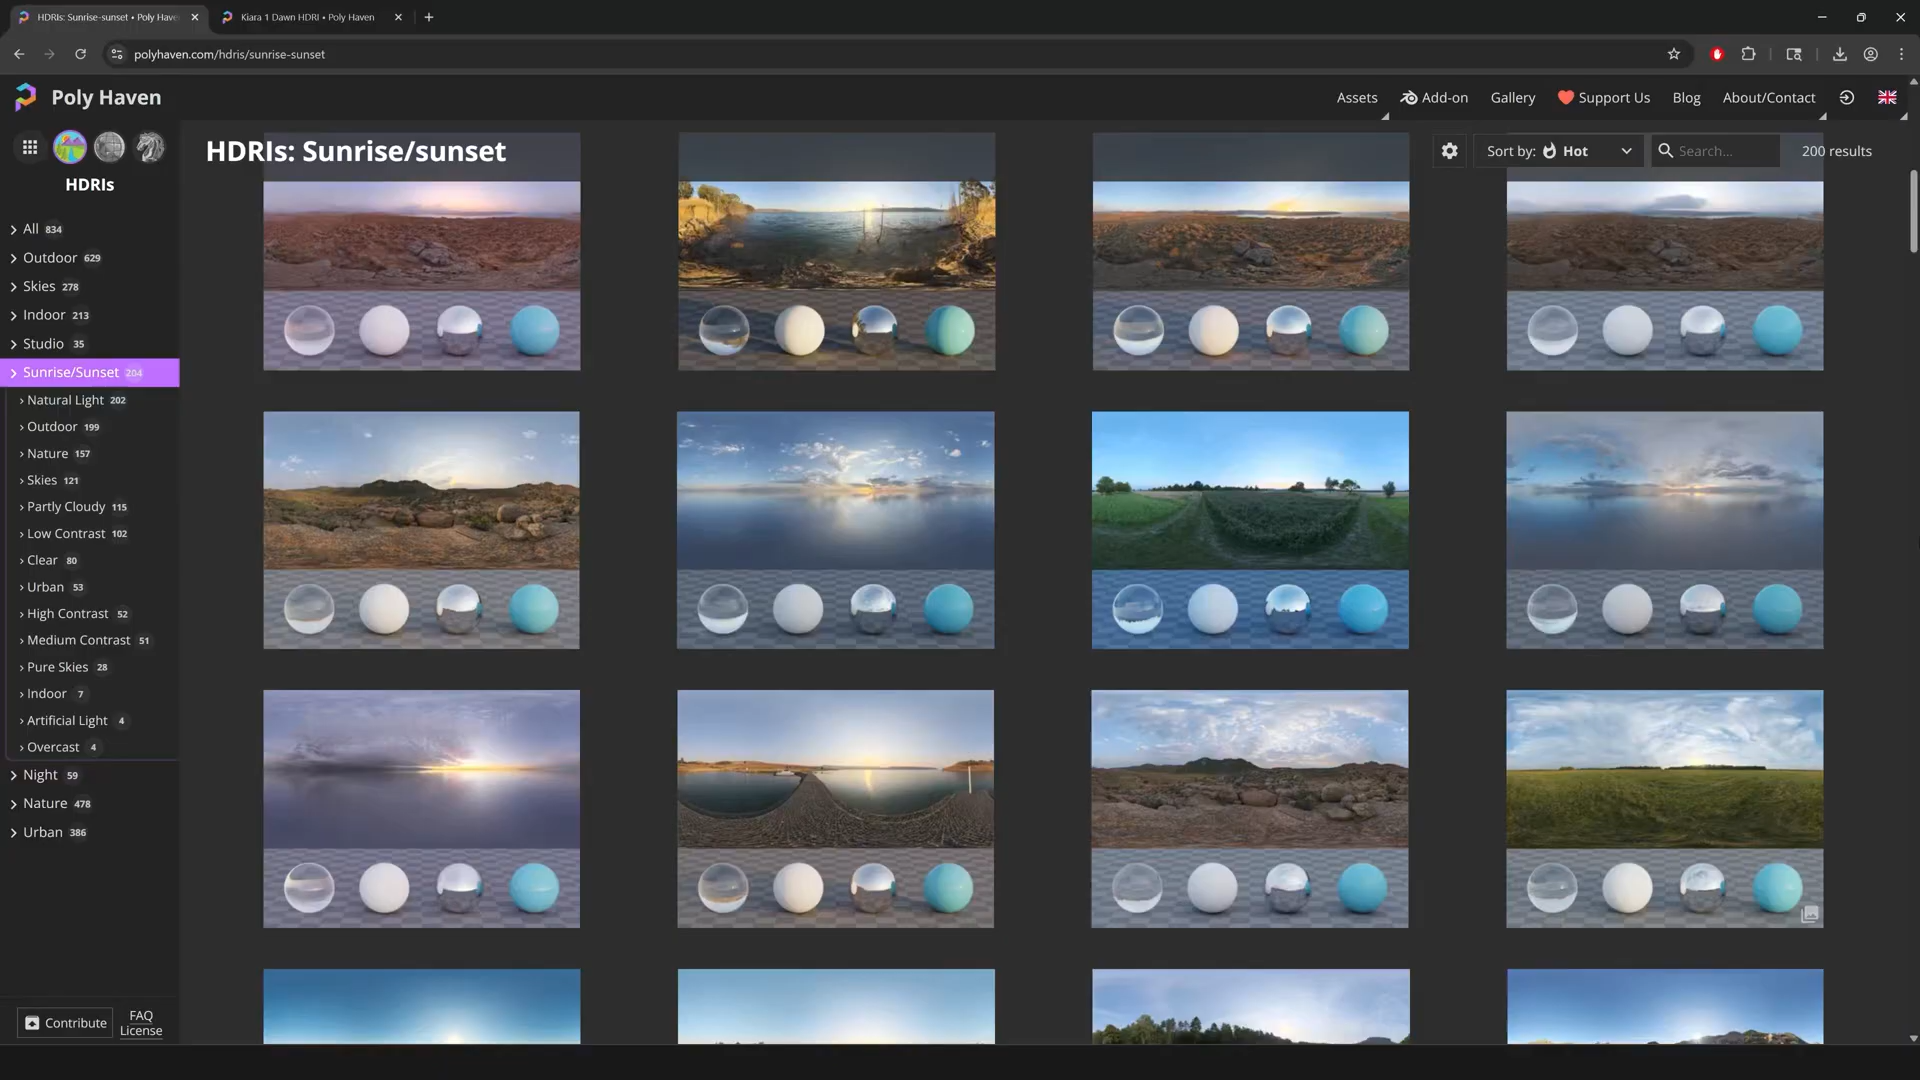 HDRIs: Sunrise-sunset • Poly Have
Kiara 1 Dawn HDRI • Poly Haven
polyhaven.com/hdris/sunrise-sunset
Poly Haven
Assets
Add-on
Gallery
Support Us
Blog
About/Contact
HDRIs
HDRIs: Sunrise/sunset
Sort by: Hot
Search...
200 results
All 834
Outdoor 629
Skies 278
Indoor 213
Studio 35
Sunrise/Sunset 204
Natural Light 202
Outdoor 199
Nature 157
Skies 121
Partly Cloudy 115
Low Contrast 102
Clear 80
Urban 53
High Contrast 52
Medium Contrast 51
Pure Skies 28
Indoor 7
Artificial Light 4
Overcast 4
Night 59
Nature 478
Urban 386
Contribute
FAQ
License